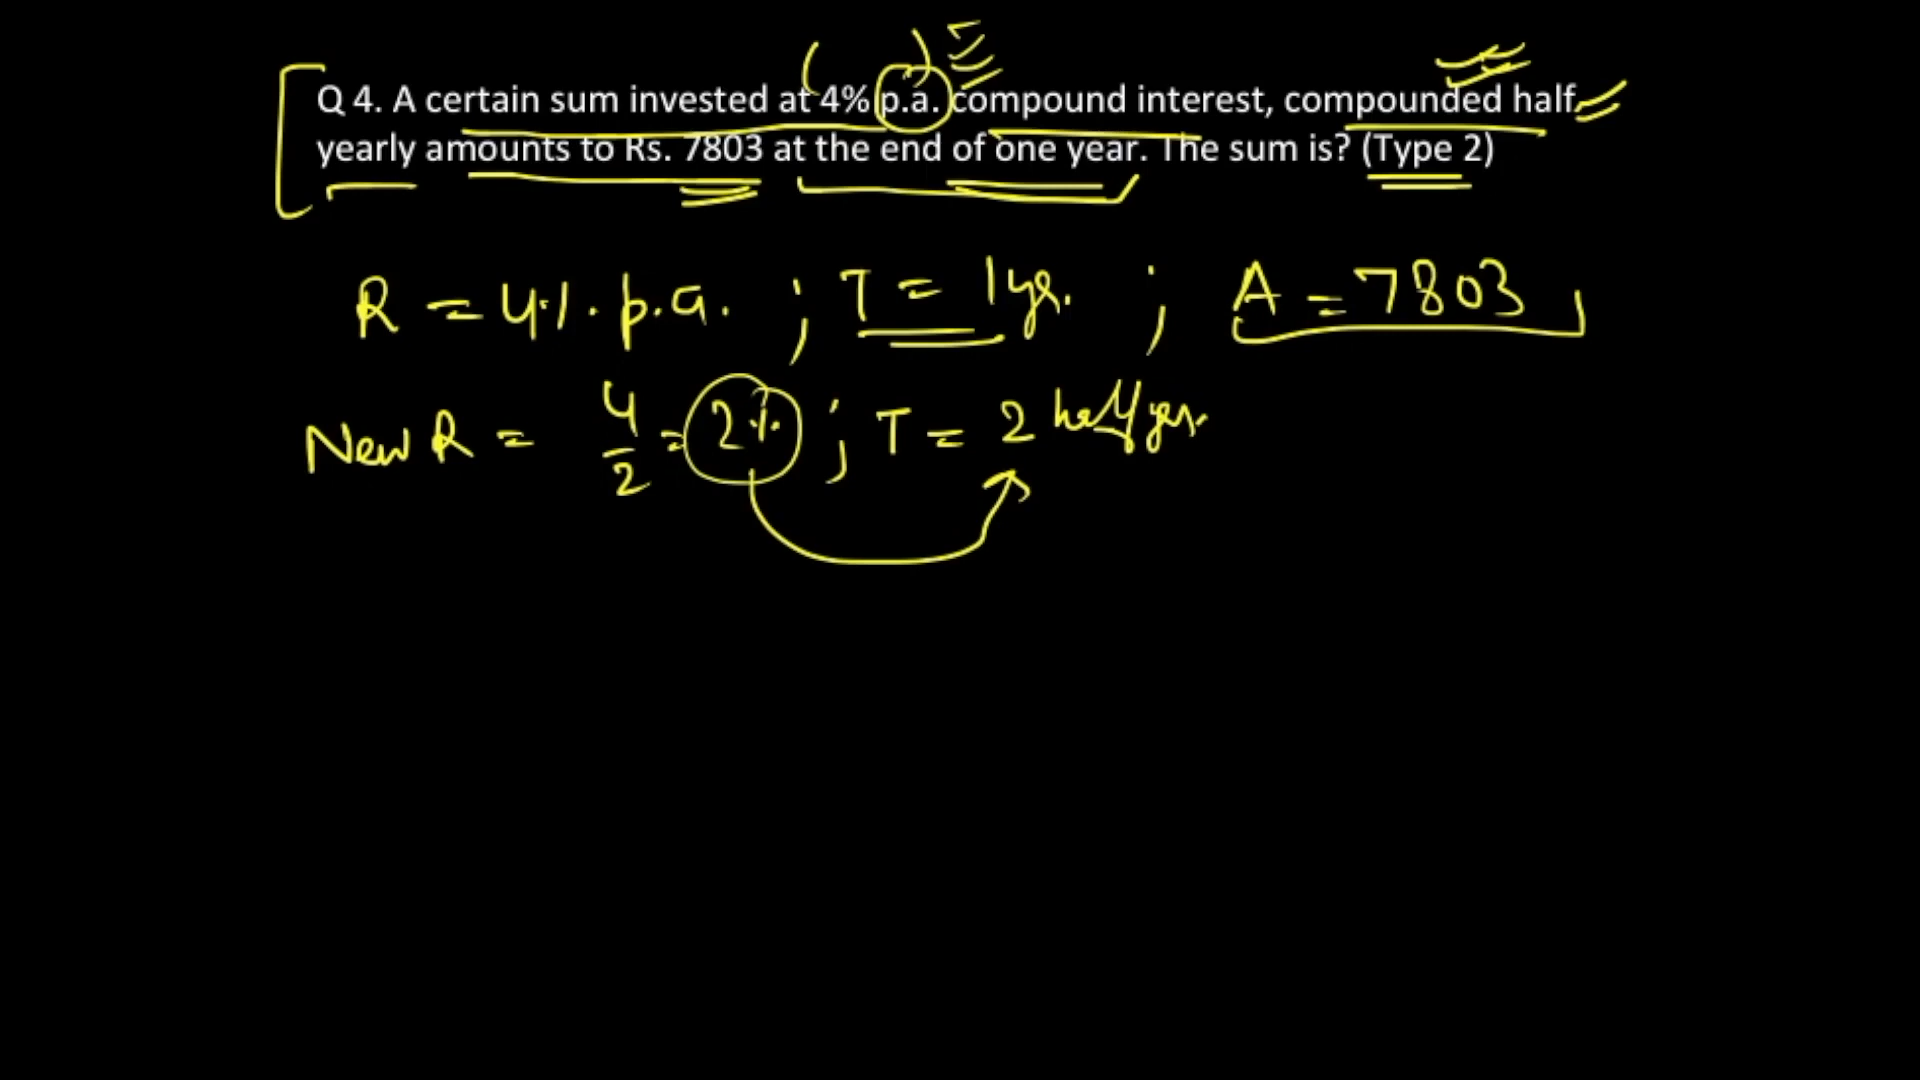 Q 4. A certain sum invested at 4% p.a. compound interest, compounded half
yearly amounts to Rs. 7803 at the end of one year. The sum is? (Type 2)
R = 4%. p.a. ; T = 1 yr. ; A = 7803
New R = 4/2 = 2% ; T = 2 half yrs.